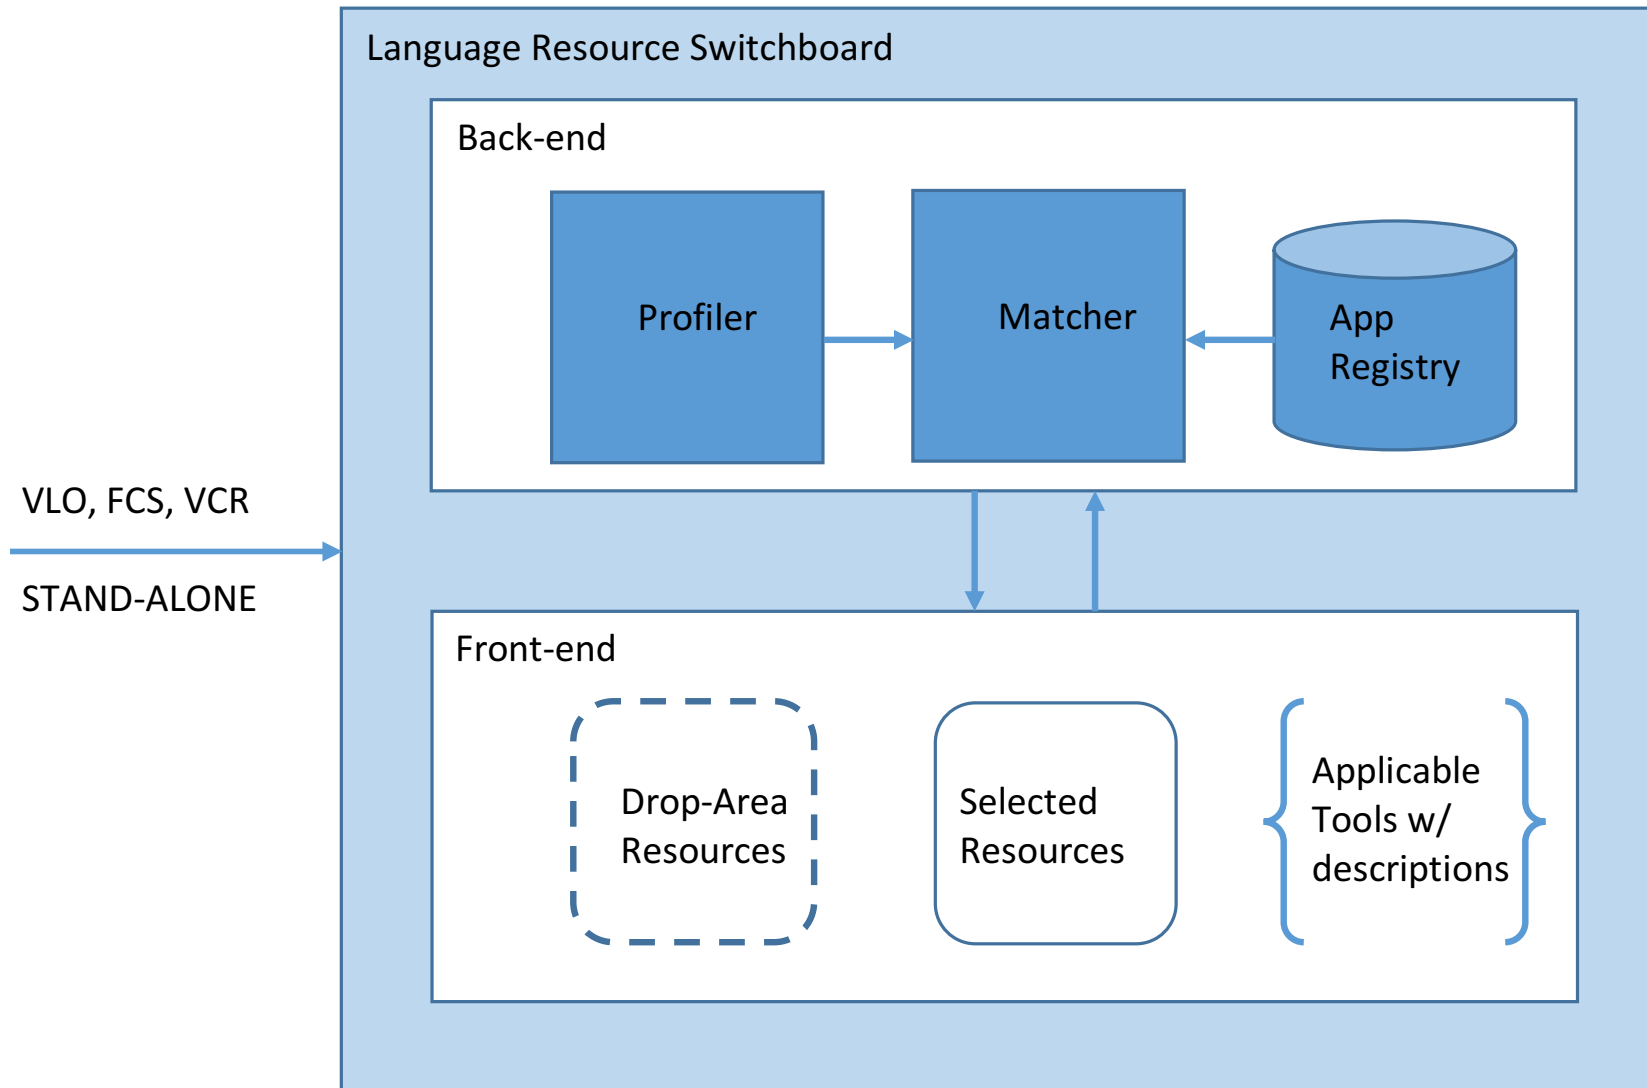 Language Resource Switchboard
Back-end
Profiler
Matcher
App
Registry
VLO, FCS, VCR
STAND-ALONE
Front-end
Drop-Area
Resources
Selected
Resources
Applicable
Tools w/
descriptions